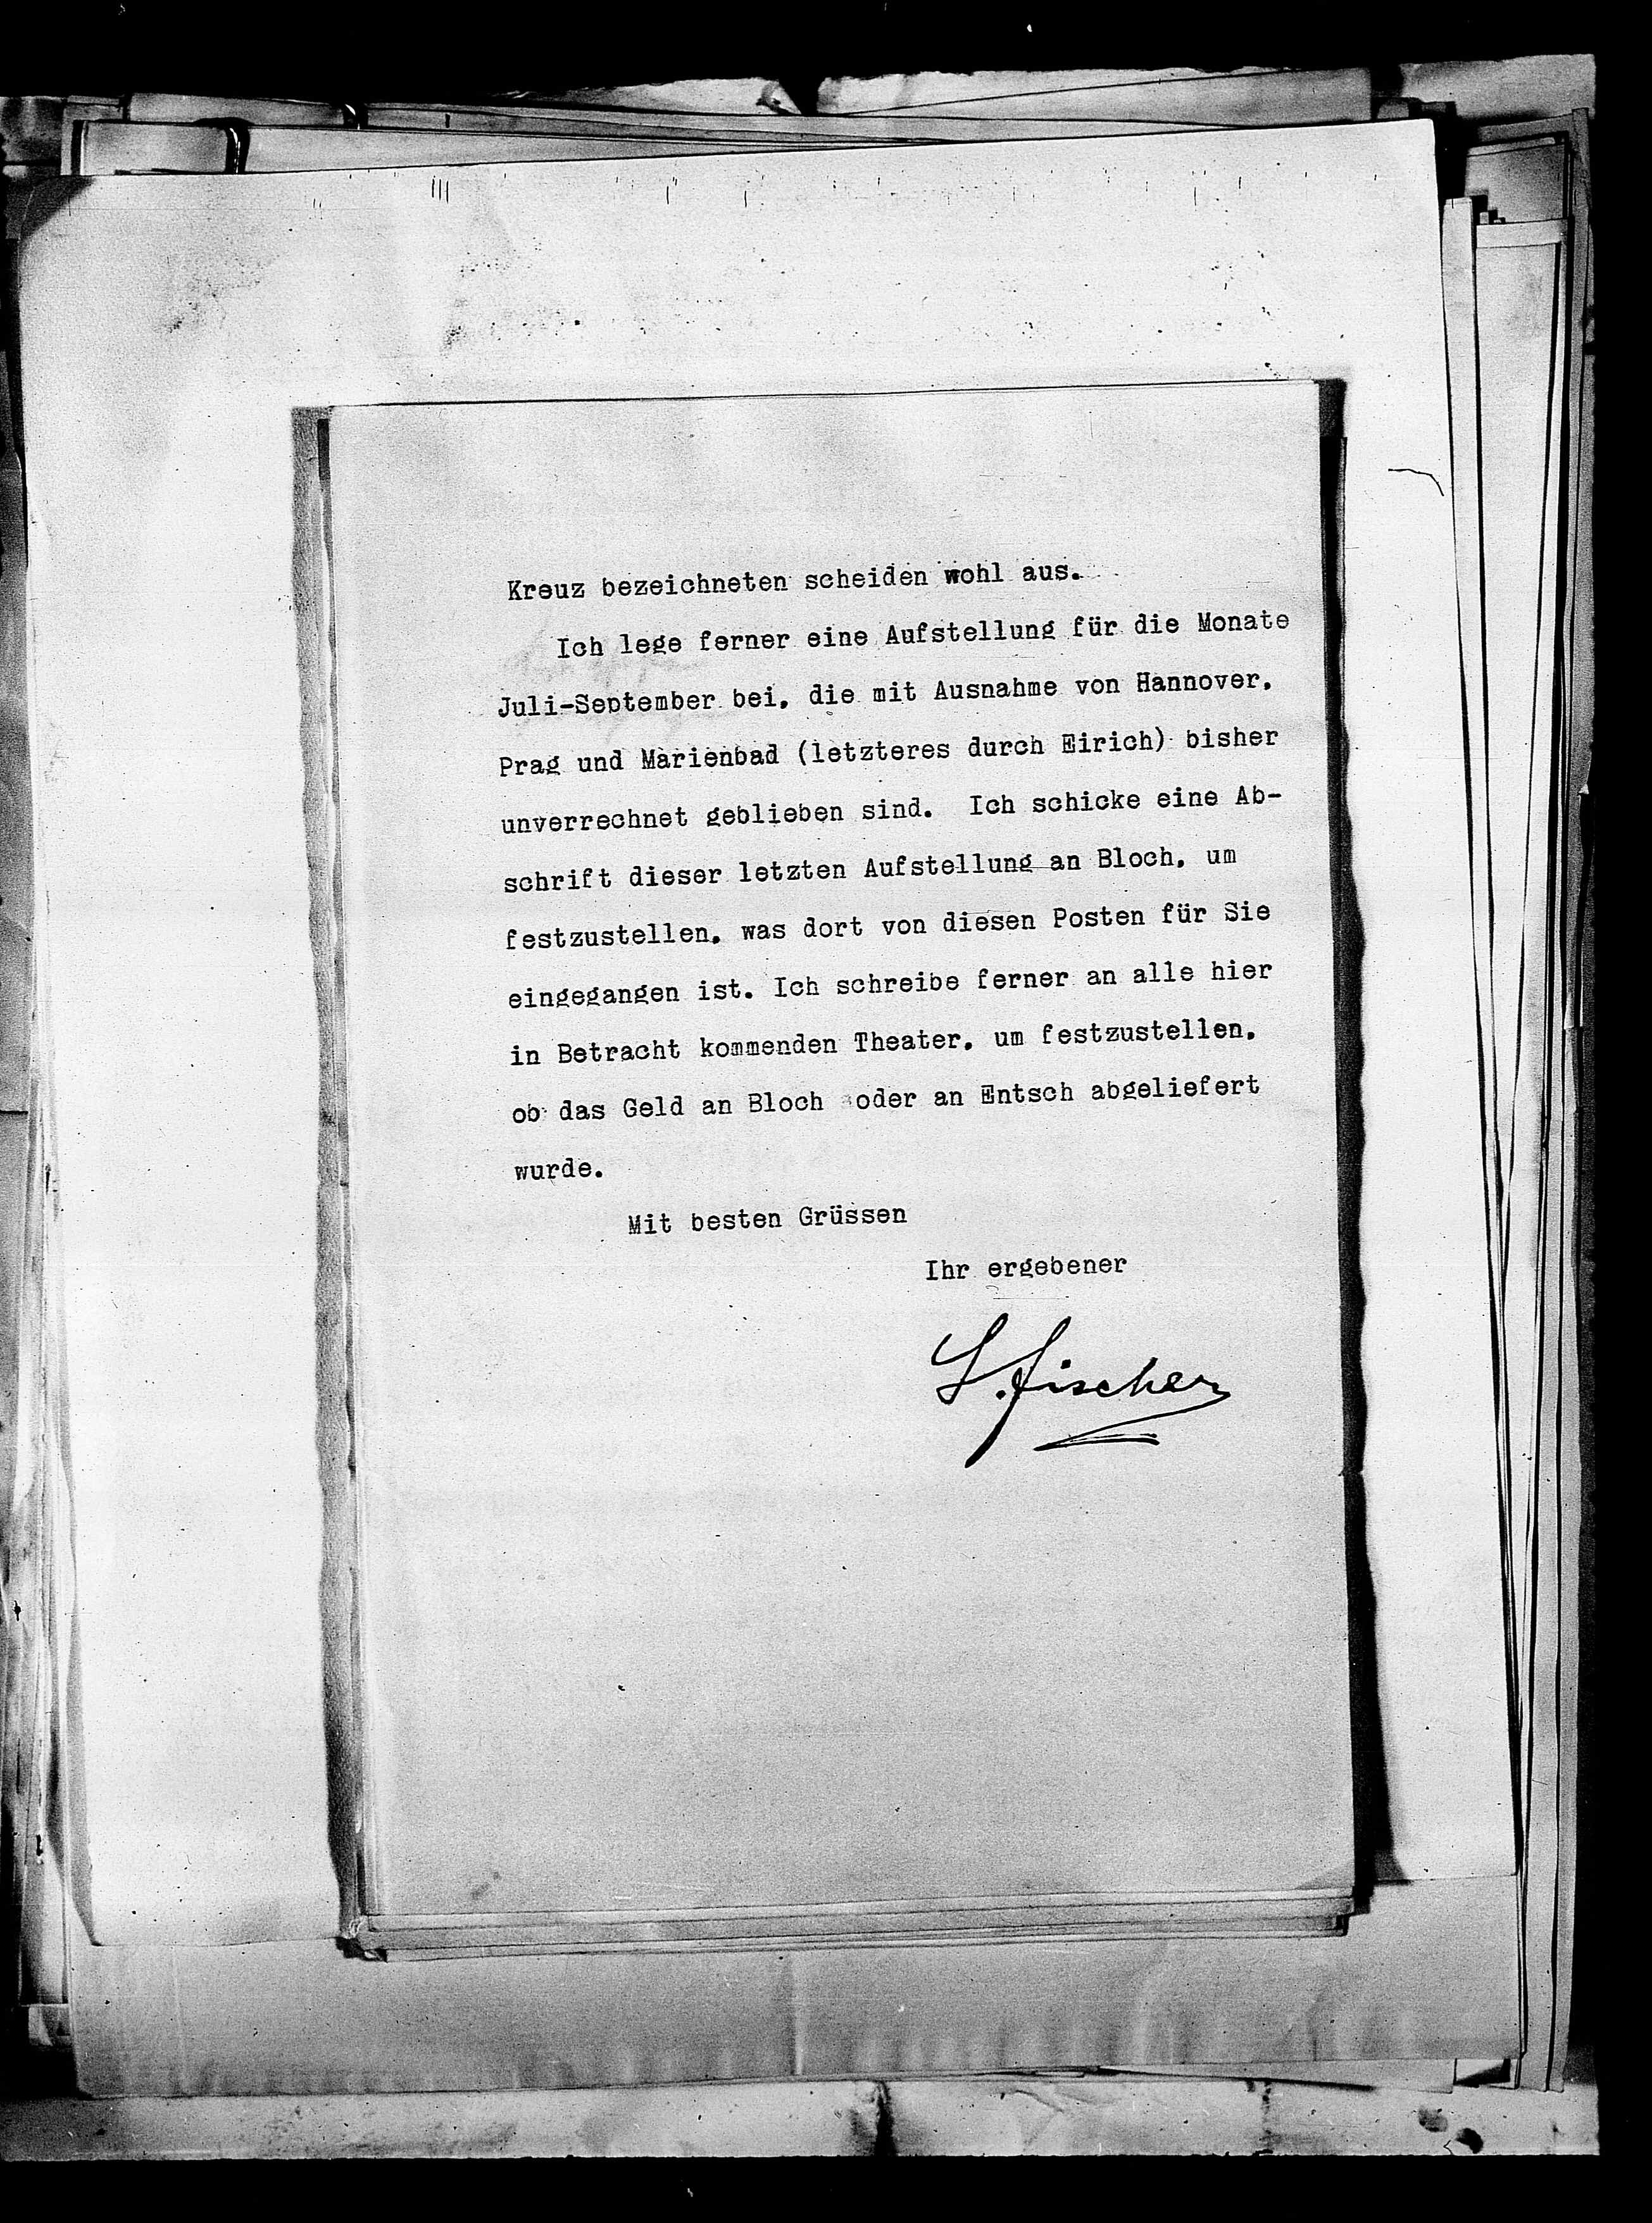 Kreuz bezeichneten scheiden wohl aus.
Ich lege ferner eine Aufstellung für die Monate
Juli-September bei, die mit Ausnahme von Hannover,
Prag und Marienbad (letzteres durch Eirich) bisher
unverrechnet geblieben sind. Ich schicke eine Ab-
schrift dieser letzten Aufstellung an Bloch, um
festzustellen, was dort von diesen Posten für Sie
eingegangen ist. Ich schreibe ferner an alle hier
in Betracht kommenden Theater, um festzustellen,
ob das Geld an Bloch oder an Entsch abgeliefert
wurde.
Mit besten Grüssen
Ihr ergebener
S. Fischer